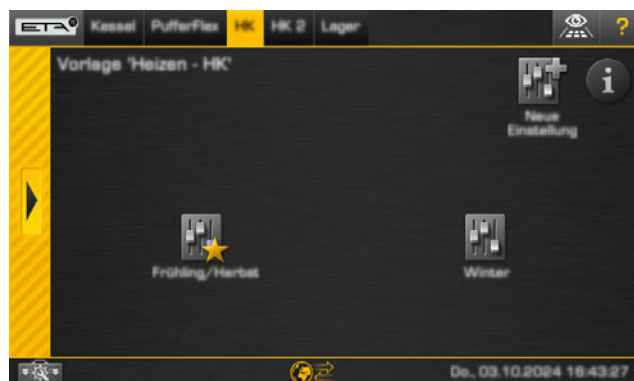 ETA
Kessel PufferFlex HK HK 2 Lager ?
Vorlage 'Heizen - HK'
i
Neue
Einstellung
Frühling/Herbst
Winter
Do., 03.10.2024 16:43:27